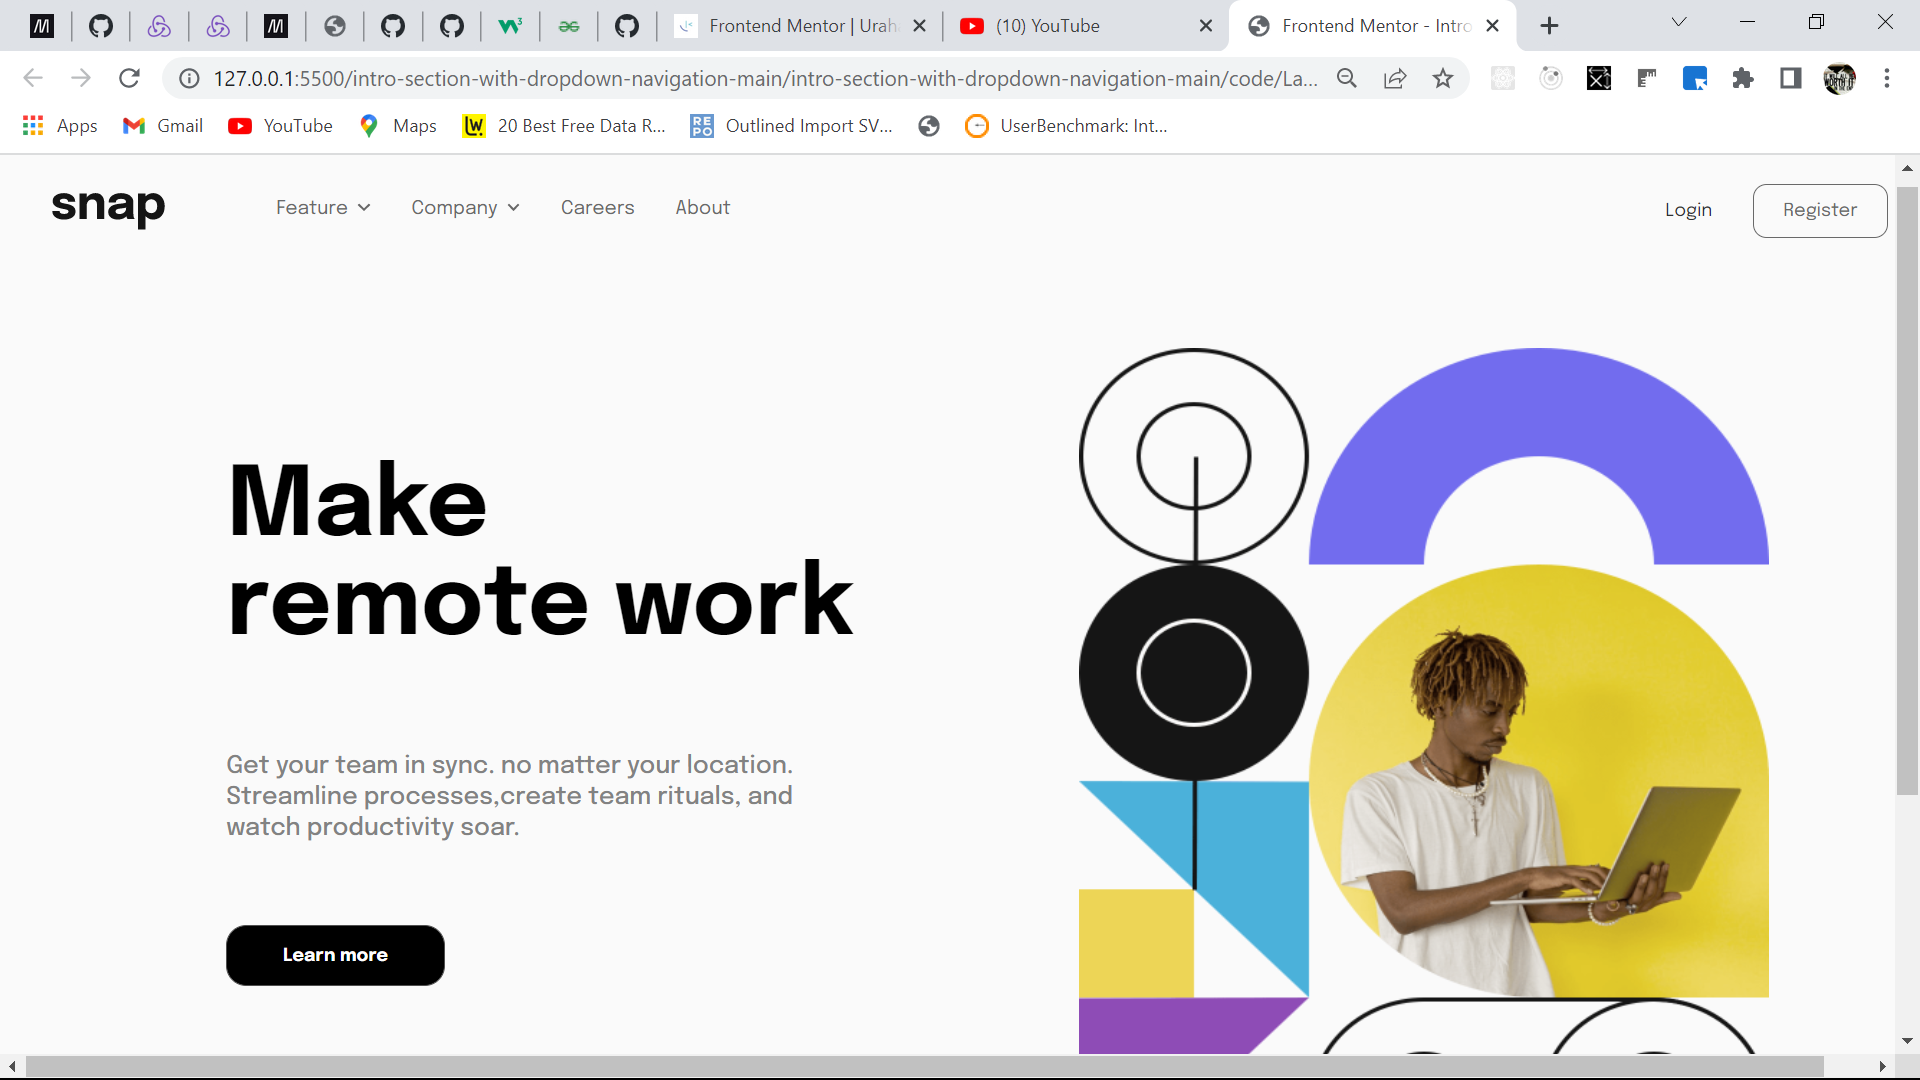 Frontend Mentor | Urah
(10) YouTube
Frontend Mentor - Intro
127.0.0.1:5500/intro-section-with-dropdown-navigation-main/intro-section-with-dropdown-navigation-main/code/La...
Apps
Gmail
YouTube
Maps
20 Best Free Data R...
REPO
Outlined Import SV...
UserBenchmark: Int...
snap
Feature
Company
Careers
About
Login
Register
Make
remote work
Get your team in sync. no matter your location.
Streamline processes,create team rituals, and
watch productivity soar.
Learn more